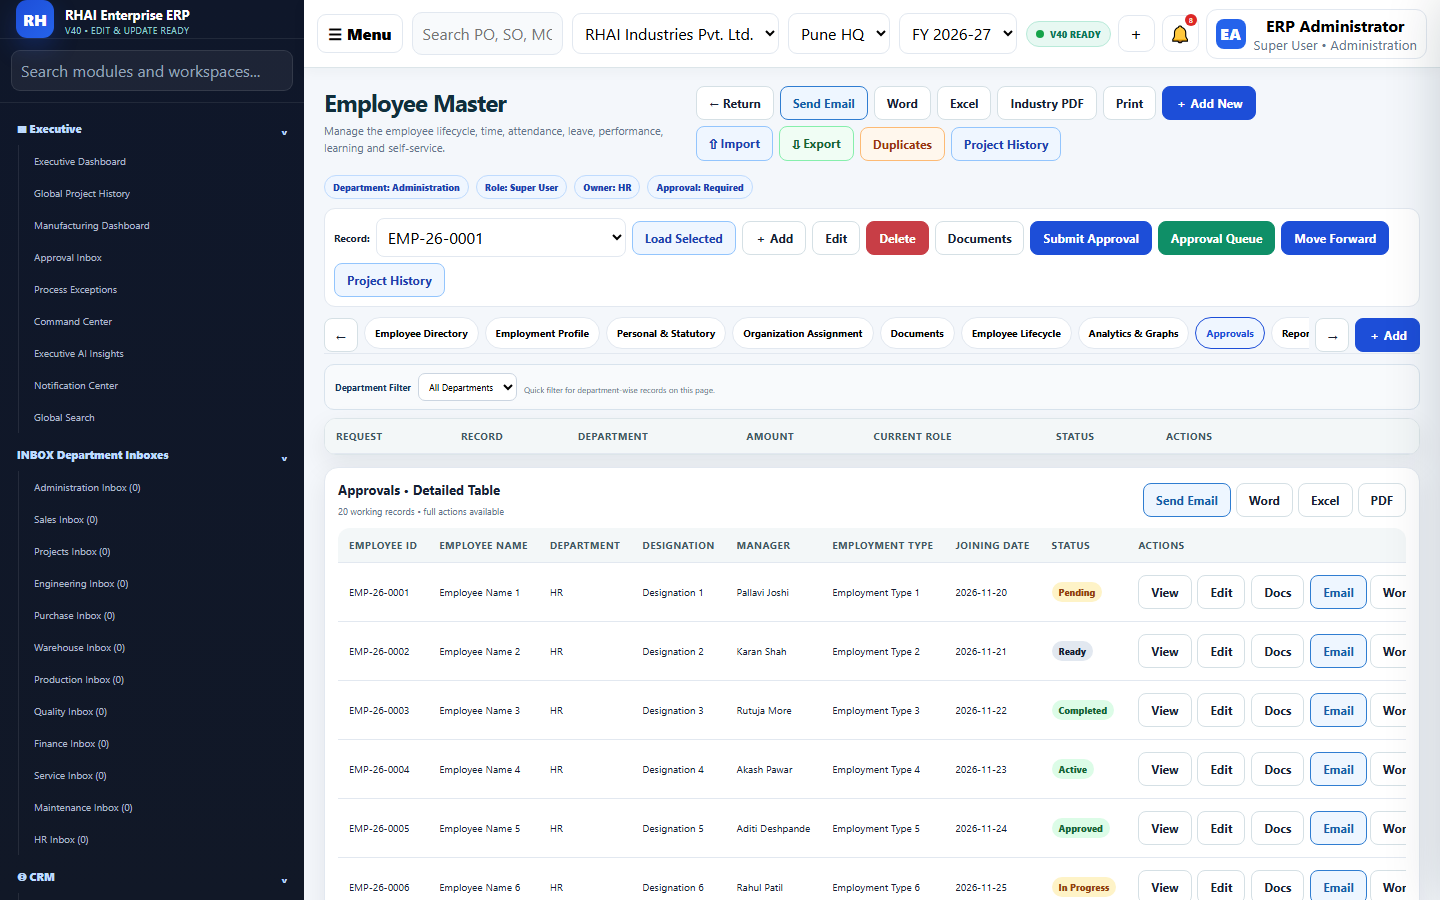 RH
RHAI Enterprise ERP
V40 • EDIT & UPDATE READY
Search modules and workspaces...
Executive
Executive Dashboard
Global Project History
Manufacturing Dashboard
Approval Inbox
Process Exceptions
Command Center
Executive AI Insights
Notification Center
Global Search
INBOX Department Inboxes
Administration Inbox (0)
Sales Inbox (0)
Projects Inbox (0)
Engineering Inbox (0)
Purchase Inbox (0)
Warehouse Inbox (0)
Production Inbox (0)
Quality Inbox (0)
Finance Inbox (0)
Service Inbox (0)
Maintenance Inbox (0)
HR Inbox (0)
CRM
☰ Menu
Search PO, SO, MO
RHAI Industries Pvt. Ltd.
Pune HQ
FY 2026-27
V40 READY
+
8
EA
ERP Administrator
Super User • Administration
Employee Master
Manage the employee lifecycle, time, attendance, leave, performance,
learning and self-service.
← Return
Send Email
Word
Excel
Industry PDF
Print
+ Add New
⇧ Import
⇩ Export
Duplicates
Project History
Department: Administration
Role: Super User
Owner: HR
Approval: Required
Record:
EMP-26-0001
Load Selected
+ Add
Edit
Delete
Documents
Submit Approval
Approval Queue
Move Forward
Project History
←
Employee Directory
Employment Profile
Personal & Statutory
Organization Assignment
Documents
Employee Lifecycle
Analytics & Graphs
Approvals
Repor
→
+ Add
Department Filter
All Departments
Quick filter for department-wise records on this page.
REQUEST RECORD DEPARTMENT AMOUNT CURRENT ROLE STATUS ACTIONS
Approvals • Detailed Table
20 working records • full actions available
Send Email
Word
Excel
PDF
EMPLOYEE ID EMPLOYEE NAME DEPARTMENT DESIGNATION MANAGER EMPLOYMENT TYPE JOINING DATE STATUS ACTIONS
EMP-26-0001 Employee Name 1 HR Designation 1 Pallavi Joshi Employment Type 1 2026-11-20 Pending View Edit Docs Email Wor
EMP-26-0002 Employee Name 2 HR Designation 2 Karan Shah Employment Type 2 2026-11-21 Ready View Edit Docs Email Wor
EMP-26-0003 Employee Name 3 HR Designation 3 Rutuja More Employment Type 3 2026-11-22 Completed View Edit Docs Email Wor
EMP-26-0004 Employee Name 4 HR Designation 4 Akash Pawar Employment Type 4 2026-11-23 Active View Edit Docs Email Wor
EMP-26-0005 Employee Name 5 HR Designation 5 Aditi Deshpande Employment Type 5 2026-11-24 Approved View Edit Docs Email Wor
EMP-26-0006 Employee Name 6 HR Designation 6 Rahul Patil Employment Type 6 2026-11-25 In Progress View Edit Docs Email Wor